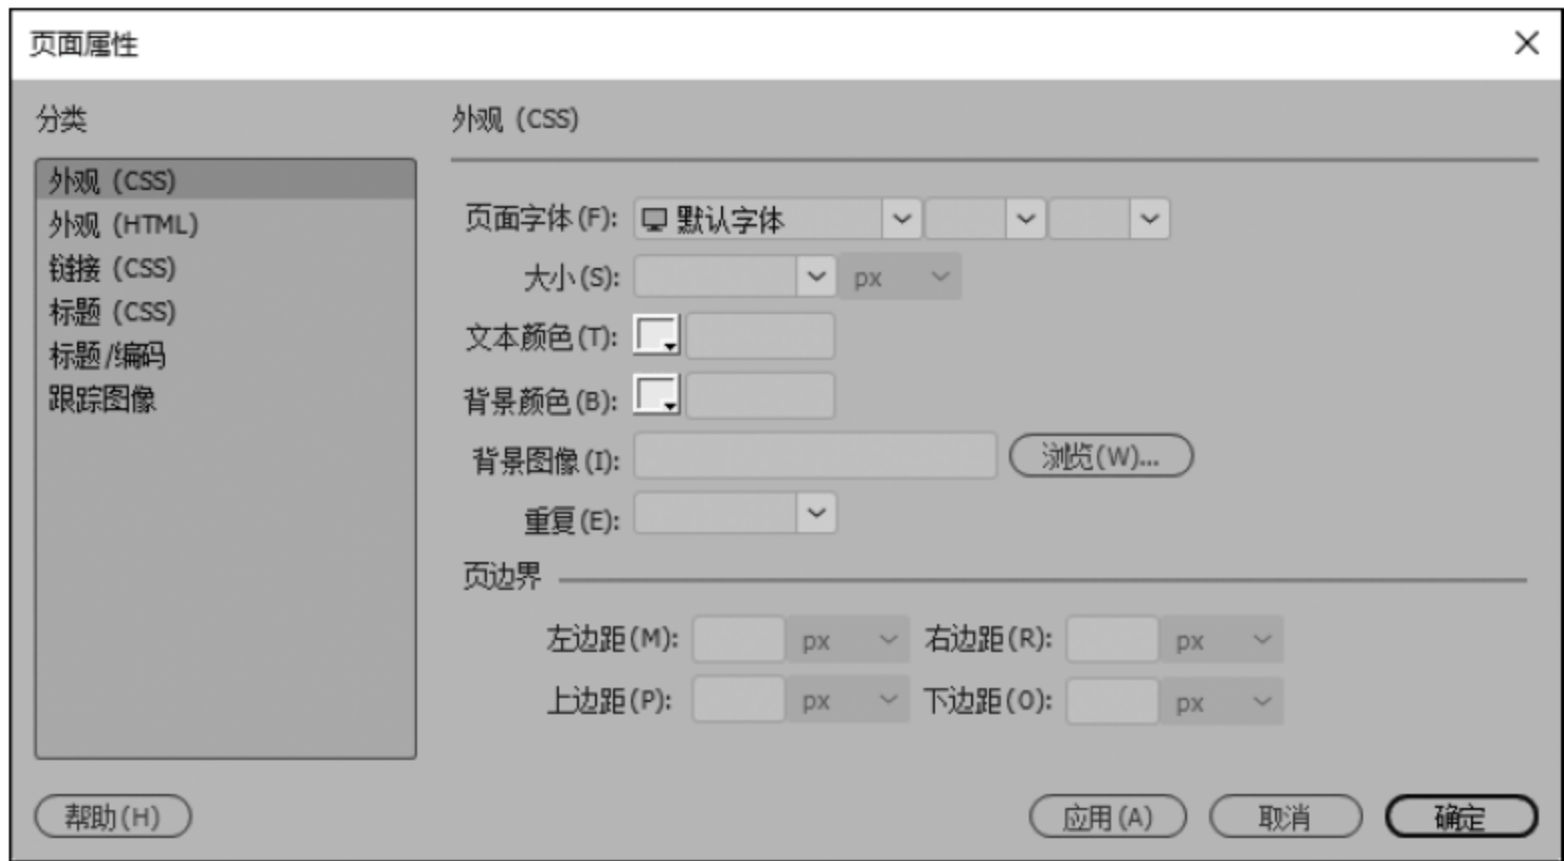 页面属性
分类
外观 (CSS)
外观 (HTML)
链接 (CSS)
标题 (CSS)
标题/编码
跟踪图像
外观 (CSS)
页面字体(F): 默认字体
大小(S): px
文本颜色(T):
背景颜色(B):
背景图像(I): 浏览(W)...
重复(E):
页边界
左边距(M): px 右边距(R): px
上边距(P): px 下边距(O): px
帮助(H) 应用(A) 取消 确定